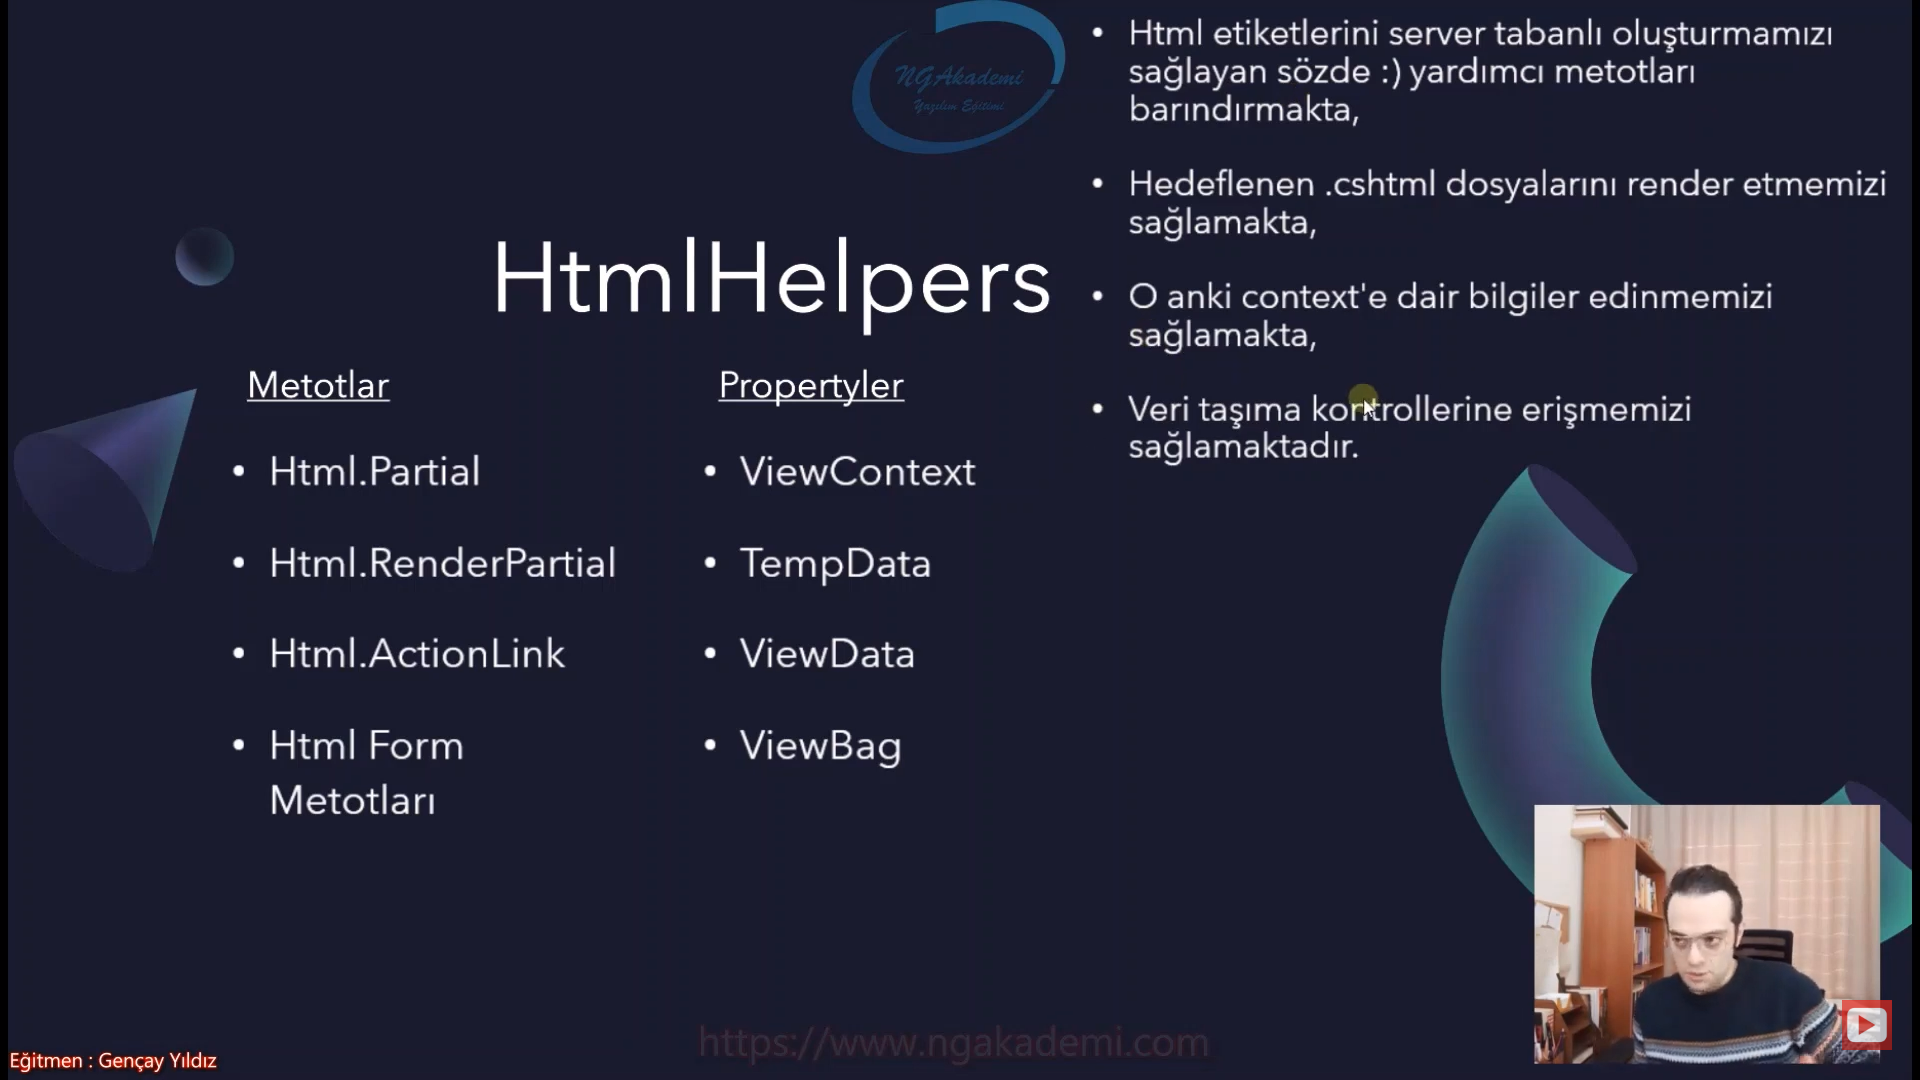 NGAkademi
Yazılım Eğitimi
HtmlHelpers
Metotlar
• Html.Partial
• Html.RenderPartial
• Html.ActionLink
• Html Form
Metotları
Propertyler
• ViewContext
• TempData
• ViewData
• ViewBag
• Html etiketlerini server tabanlı oluşturmamızı
sağlayan sözde :) yardımcı metotları
barındırmakta,
• Hedeflenen .cshtml dosyalarını render etmemizi
sağlamakta,
• O anki context'e dair bilgiler edinmemizi
sağlamakta,
• Veri taşıma kontrollerine erişmemizi
sağlamaktadır.
https://www.ngakademi.com
Eğitmen : Gençay Yıldız